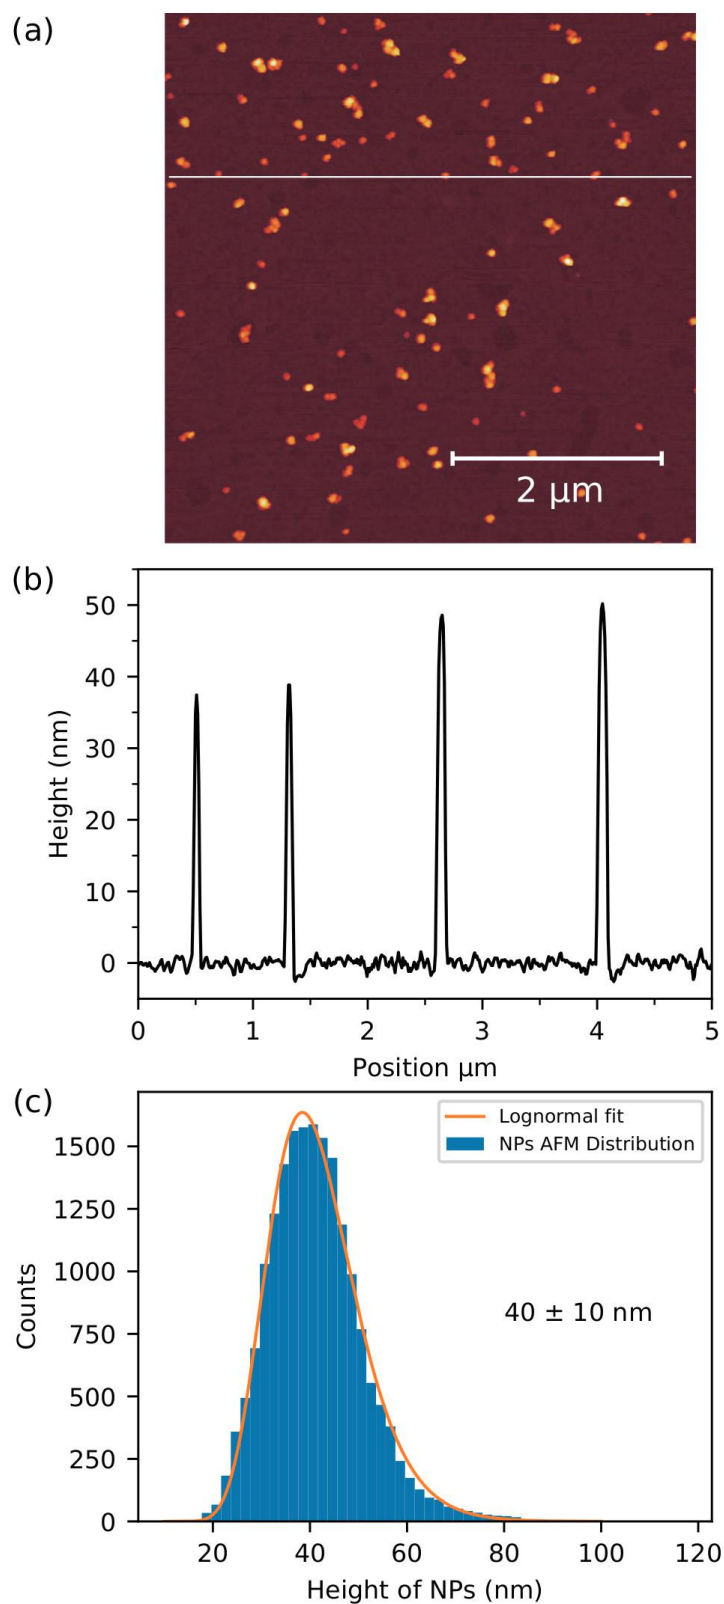 (a)
2 μm
(b)
50
40
30
20
10
0
Height (nm)
0 1 2 3 4 5
Position μm
(c)
Lognormal fit
NPs AFM Distribution
1500
1250
1000
750
500
250
0
Counts
40 ± 10 nm
20 40 60 80 100 120
Height of NPs (nm)